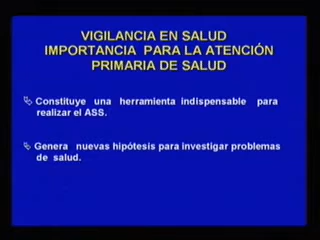 VIGILANCIA EN SALUD
IMPORTANCIA PARA LA ATENCIÓN
PRIMARIA DE SALUD
Constituye una herramienta indispensable para
realizar el ASS.
Genera nuevas hipótesis para investigar problemas
de salud.